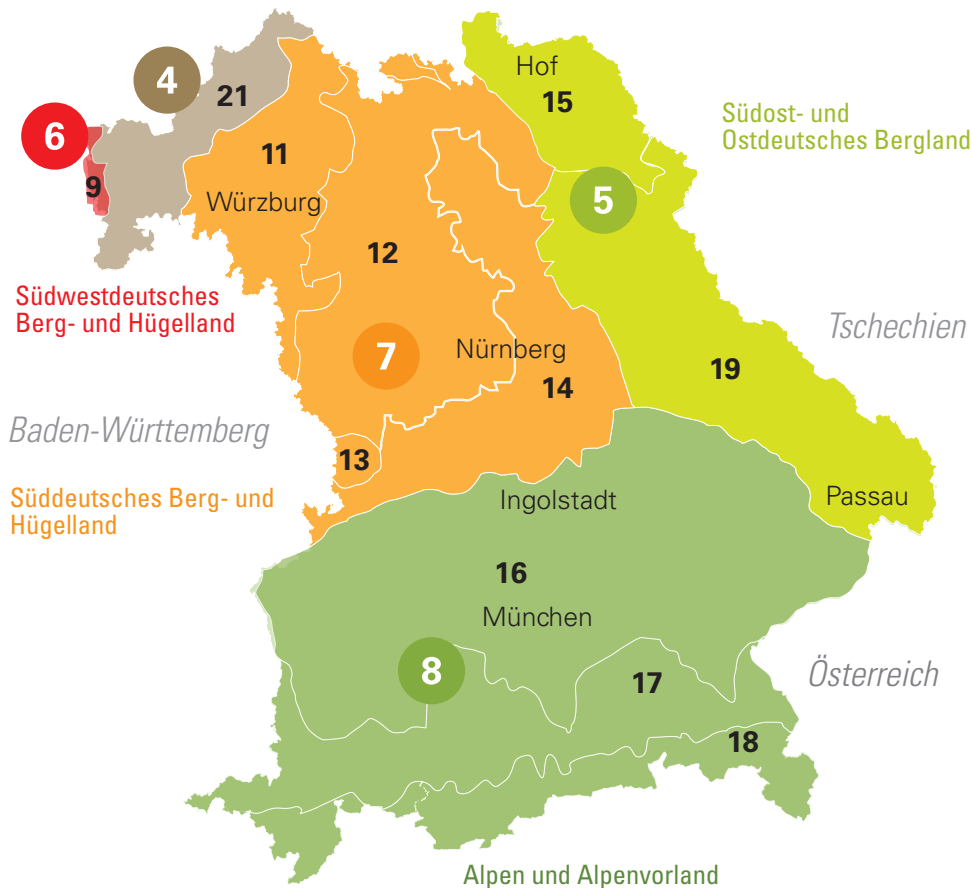 Hof
4
21
15
Südost- und
Ostdeutsches Bergland
6
11
9
5
Würzburg
12
Südwestdeutsches
Berg- und Hügelland
Tschechien
7
Nürnberg
19
14
Baden-Württemberg
13
Süddeutsches Berg- und
Hügelland
Ingolstadt
Passau
16
München
8
17
Österreich
18
Alpen und Alpenvorland